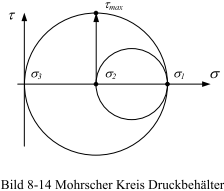 τ
τmax
σ3
σ2
σ1
σ
Bild 8-14 Mohrscher Kreis Druckbehälter